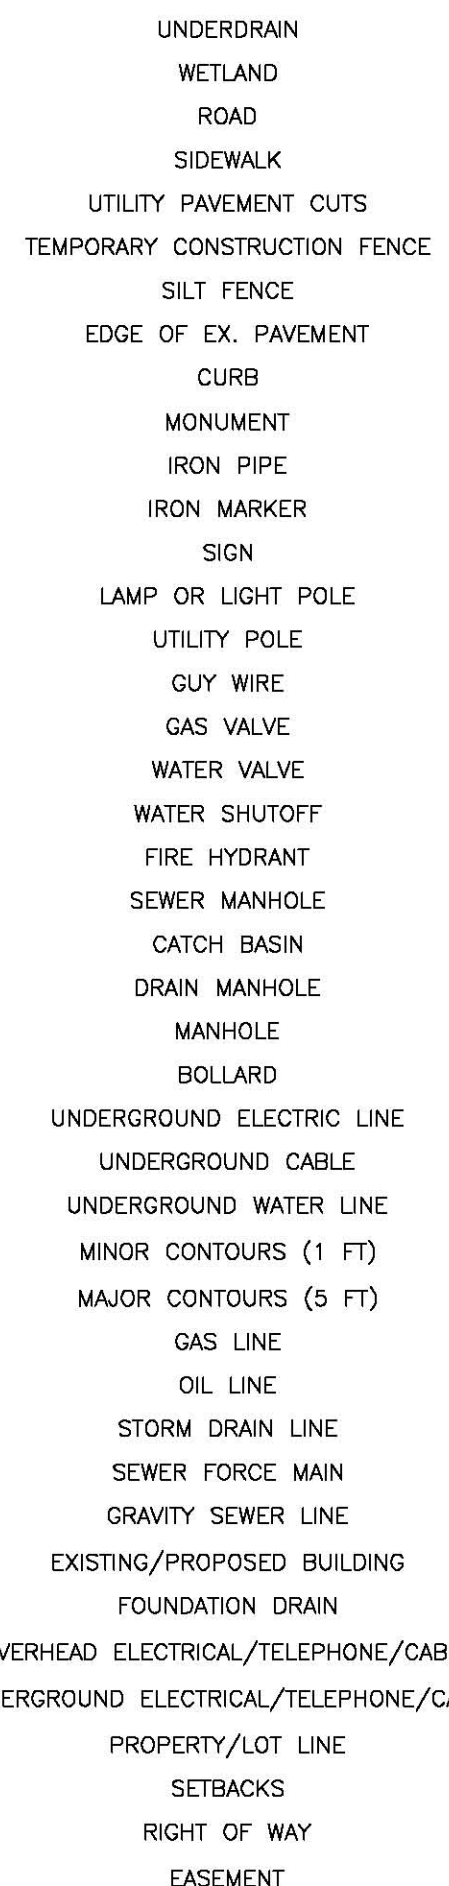 UNDERDRAIN
WETLAND
ROAD
SIDEWALK
UTILITY PAVEMENT CUTS
TEMPORARY CONSTRUCTION FENCE
SILT FENCE
EDGE OF EX. PAVEMENT
CURB
MONUMENT
IRON PIPE
IRON MARKER
SIGN
LAMP OR LIGHT POLE
UTILITY POLE
GUY WIRE
GAS VALVE
WATER VALVE
WATER SHUTOFF
FIRE HYDRANT
SEWER MANHOLE
CATCH BASIN
DRAIN MANHOLE
MANHOLE
BOLLARD
UNDERGROUND ELECTRIC LINE
UNDERGROUND CABLE
UNDERGROUND WATER LINE
MINOR CONTOURS (1 FT)
MAJOR CONTOURS (5 FT)
GAS LINE
OIL LINE
STORM DRAIN LINE
SEWER FORCE MAIN
GRAVITY SEWER LINE
EXISTING/PROPOSED BUILDING
FOUNDATION DRAIN
VERHEAD ELECTRICAL/TELEPHONE/CAB
ERGROUND ELECTRICAL/TELEPHONE/CA
PROPERTY/LOT LINE
SETBACKS
RIGHT OF WAY
EASEMENT